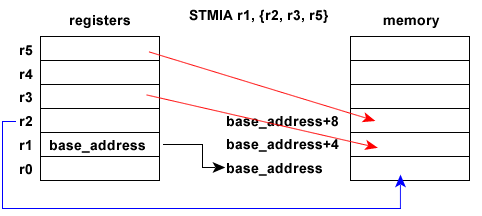 STMIA r1, {r2, r3, r5}
registers
memory
r5
r4
r3
r2
base_address+8
r1 base_address
base_address+4
r0
base_address